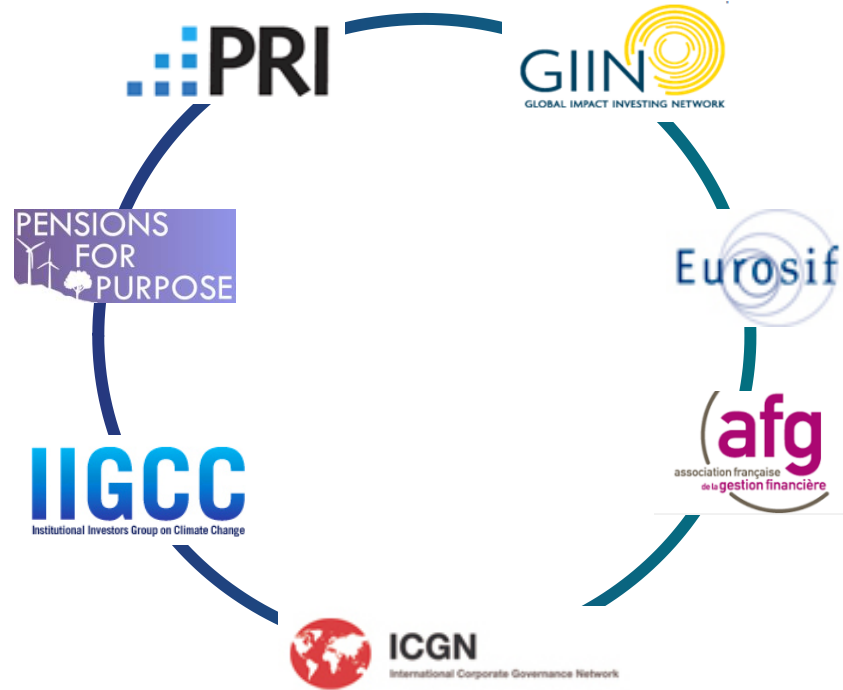 PRI
GIIN
GLOBAL IMPACT INVESTING NETWORK
PENSIONS
FOR
PURPOSE
Eurosif
afg
association française
de la gestion financière
IIGCC
Institutional Investors Group on Climate Change
ICGN
International Corporate Governance Network